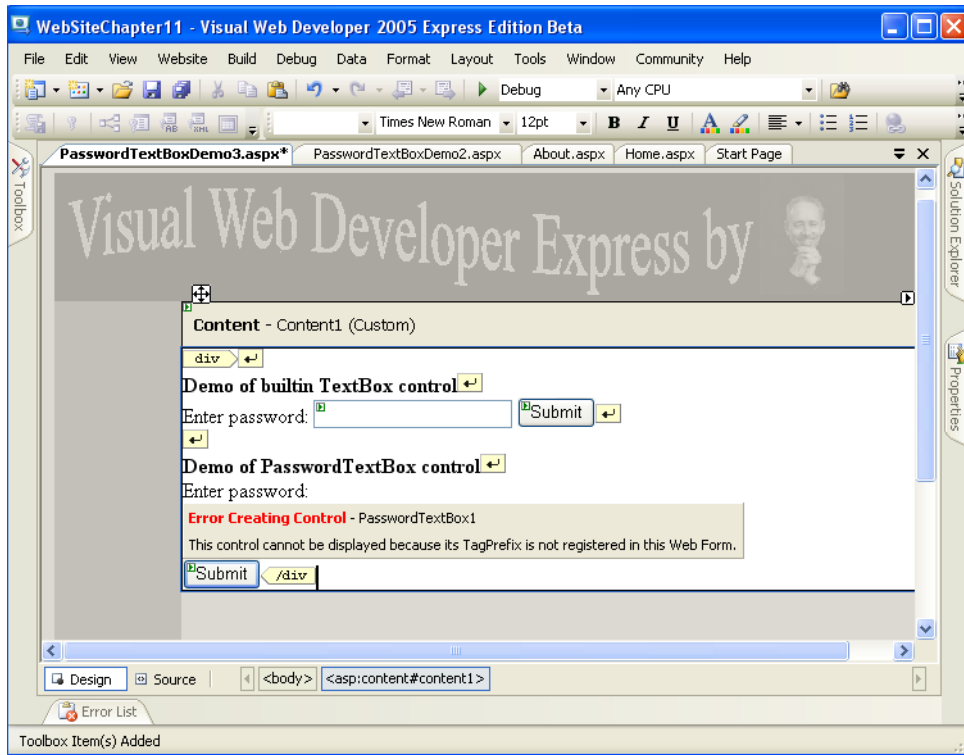 WebSiteChapter11 - Visual Web Developer 2005 Express Edition Beta
File Edit View Website Build Debug Data Format Layout Tools Window Community Help
Debug Any CPU
Times New Roman 12pt B I U A
PasswordTextBoxDemo3.aspx* PasswordTextBoxDemo2.aspx About.aspx Home.aspx Start Page
Toolbox
Solution Explorer
Properties
Visual Web Developer Express by
Content - Content1 (Custom)
div
Demo of builtin TextBox control
Enter password: Submit
Demo of PasswordTextBox control
Enter password:
Error Creating Control - PasswordTextBox1
This control cannot be displayed because its TagPrefix is not registered in this Web Form.
Submit /div
Design Source <body> <asp:content#content1>
Error List
Toolbox Item(s) Added